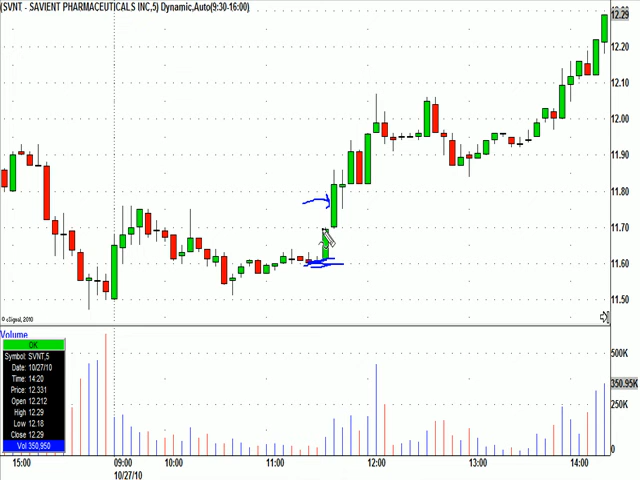 (SVNT - SAVIENT PHARMACEUTICALS INC,5) Dynamic,Auto(9:30-16:00)
12.29
12.20
12.10
12.00
11.90
11.80
11.70
11.60
11.50
© eSignal, 2010
Volume
OK
Symbol: SVNT,5
Date: 10/27/10
Time: 14:20
Price: 12.331
Open 12.212
High 12.29
Low 12.18
Close 12.29
Vol 350,950
500K
350.95K
250K
0
15:00 09:00 10:00 11:00 12:00 13:00 14:00
10/27/10